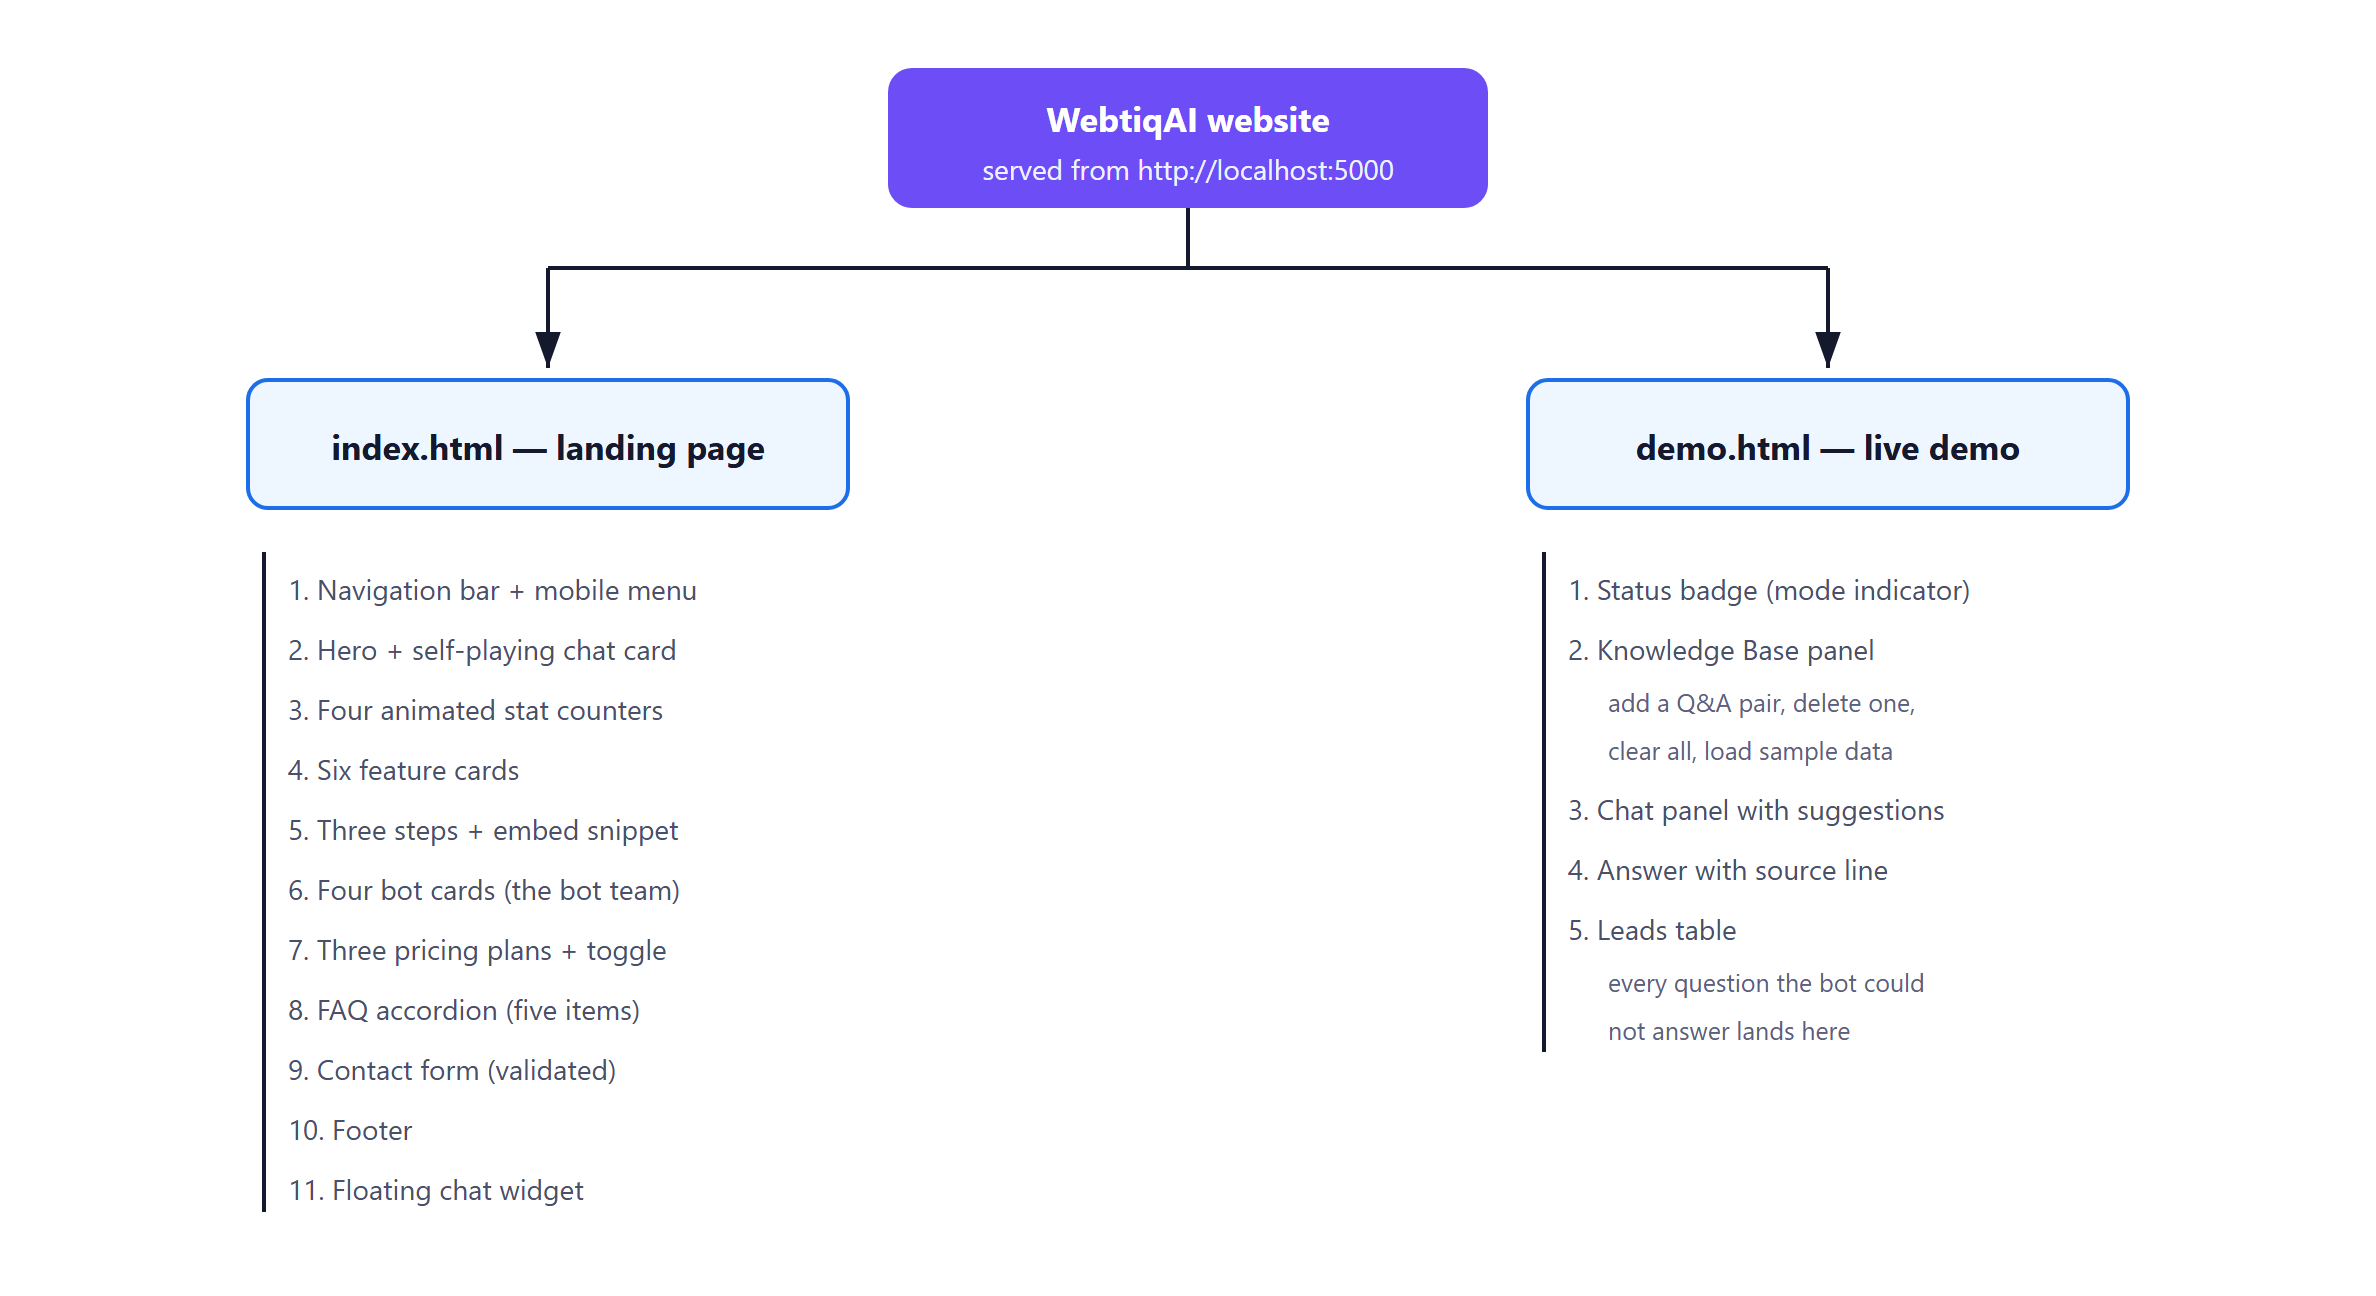 WebtiqAI website
served from http://localhost:5000
index.html — landing page
1. Navigation bar + mobile menu
2. Hero + self-playing chat card
3. Four animated stat counters
4. Six feature cards
5. Three steps + embed snippet
6. Four bot cards (the bot team)
7. Three pricing plans + toggle
8. FAQ accordion (five items)
9. Contact form (validated)
10. Footer
11. Floating chat widget
demo.html — live demo
1. Status badge (mode indicator)
2. Knowledge Base panel
add a Q&A pair, delete one,
clear all, load sample data
3. Chat panel with suggestions
4. Answer with source line
5. Leads table
every question the bot could
not answer lands here